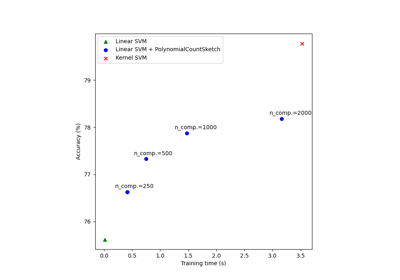 Linear SVM
Linear SVM + PolynomialCountSketch
Kernel SVM
79
n_comp.=2000
78
n_comp.=1000
n_comp.=500
77
n_comp.=250
76
Accuracy (%)
0.0 0.5 1.0 1.5 2.0 2.5 3.0 3.5
Training time (s)